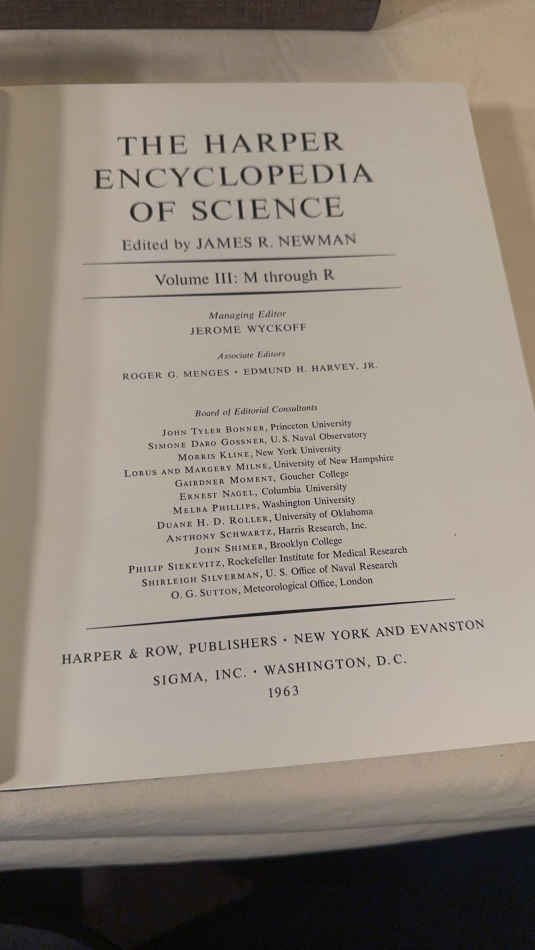 THE HARPER
ENCYCLOPEDIA
OF SCIENCE
Edited by JAMES R. NEWMAN
Volume III: M through R
Managing Editor
JEROME WYCKOFF
Associate Editors
ROGER G. MENGES • EDMUND H. HARVEY, JR.
Board of Editorial Consultants
JOHN TYLER BONNER, Princeton University
SIMONE DARO GOSSNER, U. S. Naval Observatory
MORRIS KLINE, New York University
LORUS AND MARGERY MILNE, University of New Hampshire
GAIRDNER MOMENT, Goucher College
ERNEST NAGEL, Columbia University
MELBA PHILLIPS, Washington University
DUANE H. D. ROLLER, University of Oklahoma
ANTHONY SCHWARTZ, Harris Research, Inc.
JOHN SHIMER, Brooklyn College
PHILIP SIEKEVITZ, Rockefeller Institute for Medical Research
SHIRLEIGH SILVERMAN, U. S. Office of Naval Research
O. G. SUTTON, Meteorological Office, London
HARPER & ROW, PUBLISHERS • NEW YORK AND EVANSTON
SIGMA, INC. • WASHINGTON, D. C.
1963